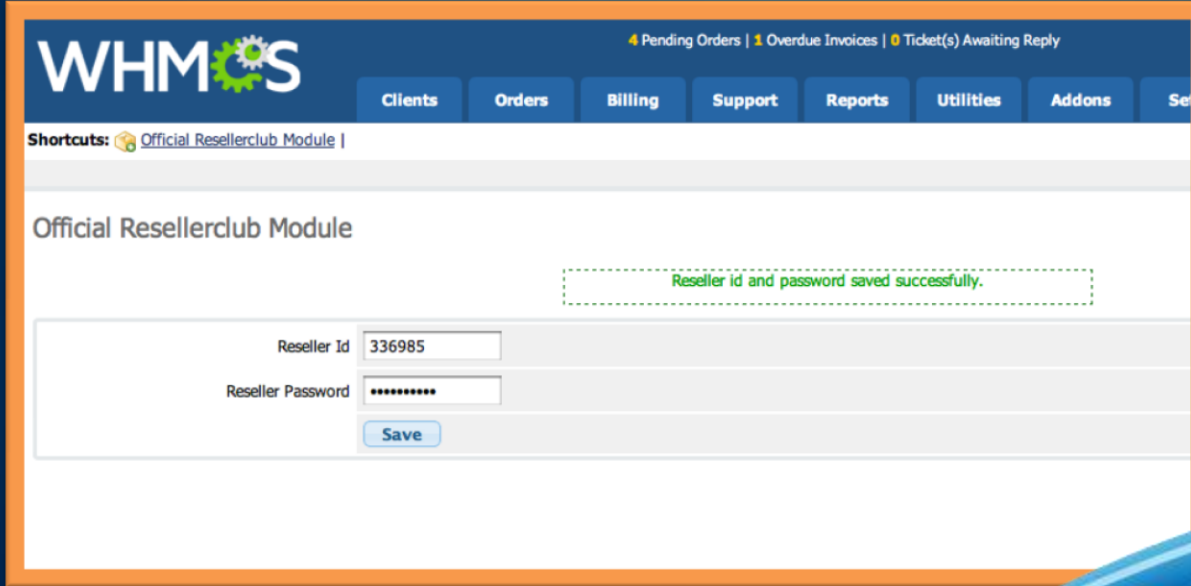 WHMCS
4 Pending Orders | 1 Overdue Invoices | 0 Ticket(s) Awaiting Reply
Clients Orders Billing Support Reports Utilities Addons
Shortcuts: Official Resellerclub Module |
Official Resellerclub Module
Reseller id and password saved successfully.
Reseller Id 336985
Reseller Password ••••••••••
Save